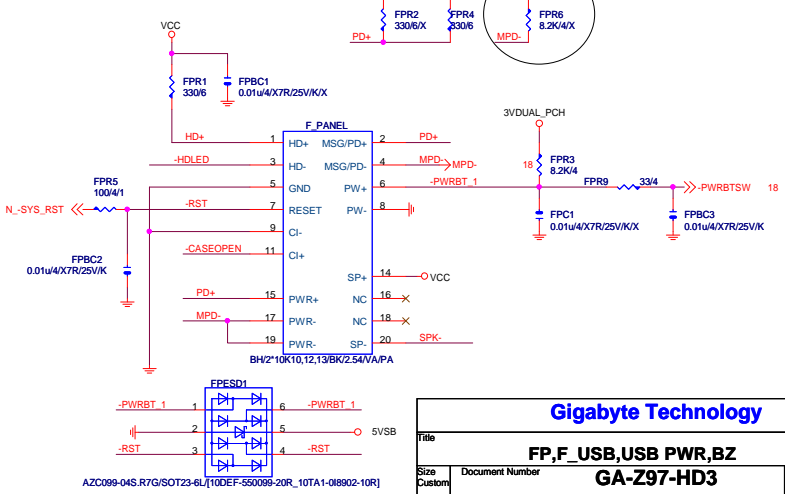 FPR2
330/6/X
FPR4
330/6
FPR6
8.2K/4/X
PD+
MPD-
VCC
FPR1
330/6
FPBC1
0.01u/4/X7R/25V/K/X
3VDUAL_PCH
F_PANEL
HD+ 1 HD+ MSG/PD+ 2 PD+
-HDLED 3 HD- MSG/PD- 4 MPD- MPD-
18 FPR3
8.2K/4
FPR5
100/4/1
5 GND PW+ 6 -PWRBT_1
FPR9 33/4
-PWRBTSW 18
N_-SYS_RST
-RST 7 RESET PW- 8
9 CI-
-CASEOPEN 11 CI+
FPC1
0.01u/4/X7R/25V/K/X
FPBC3
0.01u/4/X7R/25V/K
FPBC2
0.01u/4/X7R/25V/K
SP+ 14 VCC
PD+ 15 PWR+ NC 16
MPD- 17 PWR- NC 18
19 PWR- SP- 20 SPK-
BH/2*10K10,12,13/BK/2.54/VA/PA
FPESD1
-PWRBT_1 1 6 -PWRBT_1
2 5 5VSB
-RST 3 4 -RST
AZC099-04S.R7G/SOT23-6L/[10DEF-550099-20R_10TA1-0I8902-10R]
Gigabyte Technology
Title
FP,F_USB,USB PWR,BZ
Size
Custom
Document Number
GA-Z97-HD3